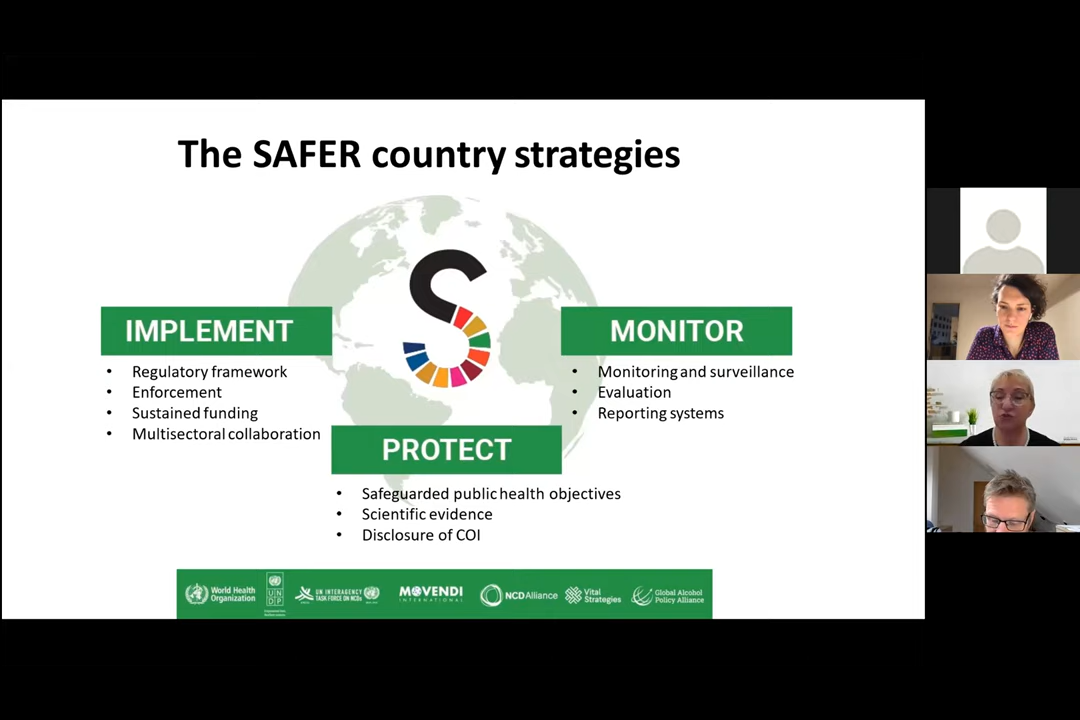 The SAFER country strategies
IMPLEMENT
• Regulatory framework
• Enforcement
• Sustained funding
• Multisectoral collaboration
MONITOR
• Monitoring and surveillance
• Evaluation
• Reporting systems
PROTECT
• Safeguarded public health objectives
• Scientific evidence
• Disclosure of COI
World Health
Organization
U N
D P
UN INTERAGENCY
TASK FORCE ON NCDs
MOVENDI
INTERNATIONAL
NCDAlliance
Vital
Strategies
Global Alcohol
Policy Alliance